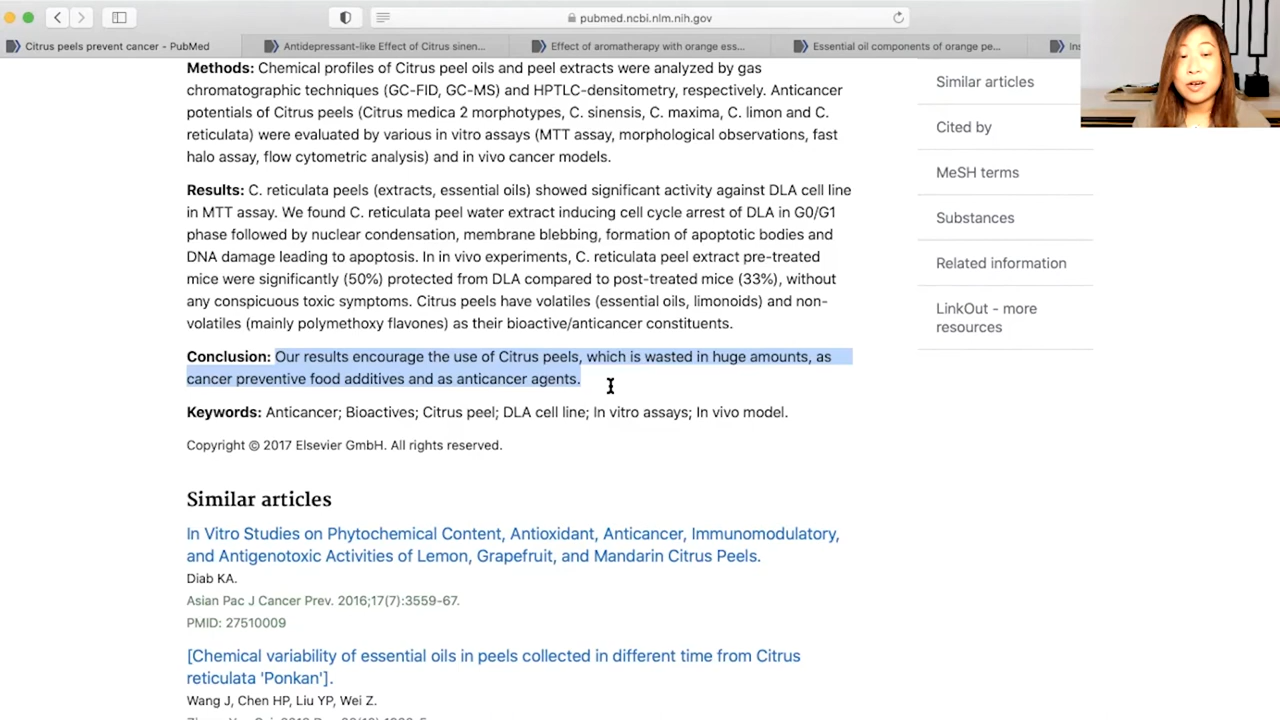 pubmed.ncbi.nlm.nih.gov
Citrus peels prevent cancer - PubMed
Antidepressant-like Effect of Citrus sinen...
Effect of aromatherapy with orange ess...
Essential oil components of orange pe...
Methods: Chemical profiles of Citrus peel oils and peel extracts were analyzed by gas
chromatographic techniques (GC-FID, GC-MS) and HPTLC-densitometry, respectively. Anticancer
potentials of Citrus peels (Citrus medica 2 morphotypes, C. sinensis, C. maxima, C. limon and C.
reticulata) were evaluated by various in vitro assays (MTT assay, morphological observations, fast
halo assay, flow cytometric analysis) and in vivo cancer models.
Results: C. reticulata peels (extracts, essential oils) showed significant activity against DLA cell line
in MTT assay. We found C. reticulata peel water extract inducing cell cycle arrest of DLA in G0/G1
phase followed by nuclear condensation, membrane blebbing, formation of apoptotic bodies and
DNA damage leading to apoptosis. In in vivo experiments, C. reticulata peel extract pre-treated
mice were significantly (50%) protected from DLA compared to post-treated mice (33%), without
any conspicuous toxic symptoms. Citrus peels have volatiles (essential oils, limonoids) and non-
volatiles (mainly polymethoxy flavones) as their bioactive/anticancer constituents.
Conclusion: Our results encourage the use of Citrus peels, which is wasted in huge amounts, as
cancer preventive food additives and as anticancer agents.
Keywords: Anticancer; Bioactives; Citrus peel; DLA cell line; In vitro assays; In vivo model.
Copyright © 2017 Elsevier GmbH. All rights reserved.
Similar articles
In Vitro Studies on Phytochemical Content, Antioxidant, Anticancer, Immunomodulatory,
and Antigenotoxic Activities of Lemon, Grapefruit, and Mandarin Citrus Peels.
Diab KA.
Asian Pac J Cancer Prev. 2016;17(7):3559-67.
PMID: 27510009
[Chemical variability of essential oils in peels collected in different time from Citrus
reticulata 'Ponkan'].
Wang J, Chen HP, Liu YP, Wei Z.
Similar articles
Cited by
MeSH terms
Substances
Related information
LinkOut - more
resources